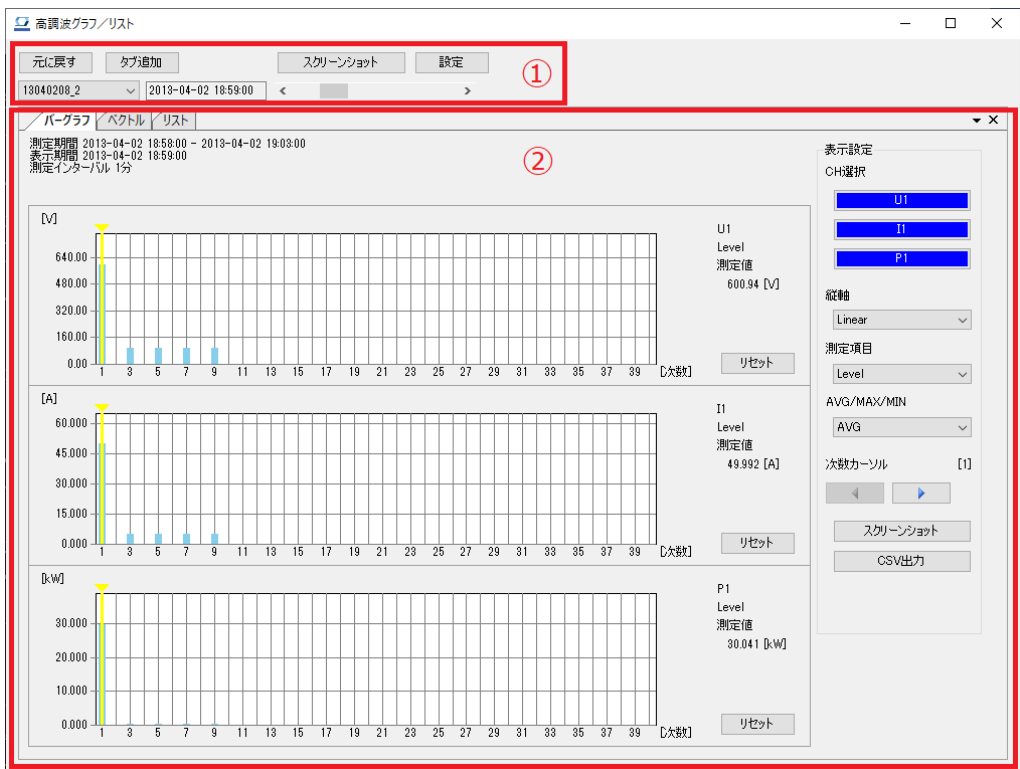 高調波グラフ／リスト
元に戻す タブ追加 スクリーンショット 設定 ①
13040208_2 2013-04-02 18:59:00
バーグラフ ベクトル リスト
測定期間 2013-04-02 18:58:00 - 2013-04-02 19:03:00
表示期間 2013-04-02 18:59:00
測定インターバル 1分
②
[V]
640.00
480.00
320.00
160.00
0.00
1 3 5 7 9 11 13 15 17 19 21 23 25 27 29 31 33 35 37 39 [次数]
U1
Level
測定値
600.94 [V]
リセット
[A]
60.000
45.000
30.000
15.000
0.000
1 3 5 7 9 11 13 15 17 19 21 23 25 27 29 31 33 35 37 39 [次数]
I1
Level
測定値
49.992 [A]
リセット
[kW]
30.000
20.000
10.000
0.000
1 3 5 7 9 11 13 15 17 19 21 23 25 27 29 31 33 35 37 39 [次数]
P1
Level
測定値
30.041 [kW]
リセット
表示設定
CH選択
U1
I1
P1
縦軸
Linear
測定項目
Level
AVG/MAX/MIN
AVG
次数カーソル [1]
スクリーンショット
CSV出力